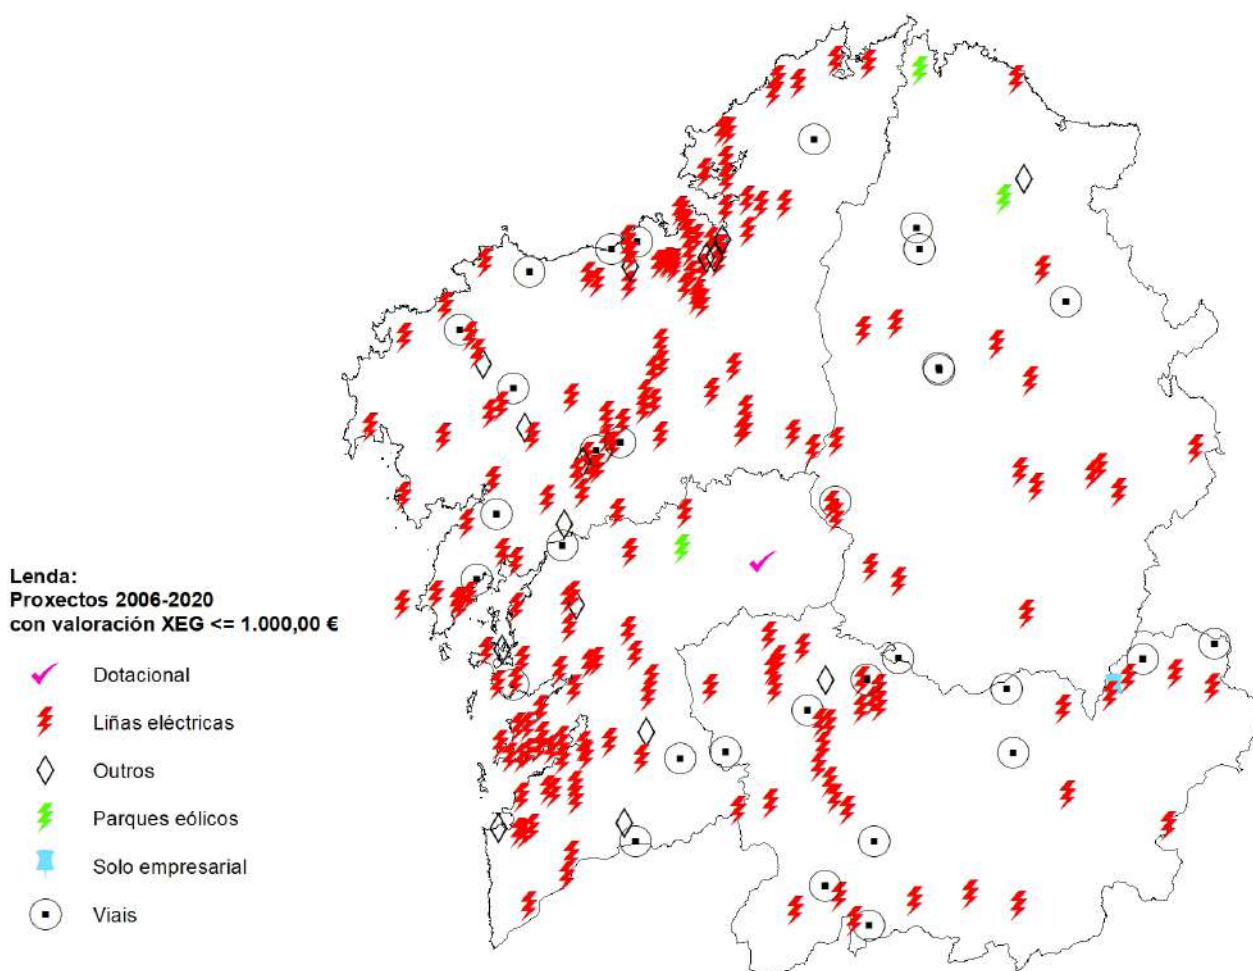 Lenda:
Proxectos 2006-2020
con valoración XEG <= 1.000,00 €
Dotacional
Liñas eléctricas
Outros
Parques eólicos
Solo empresarial
Viais